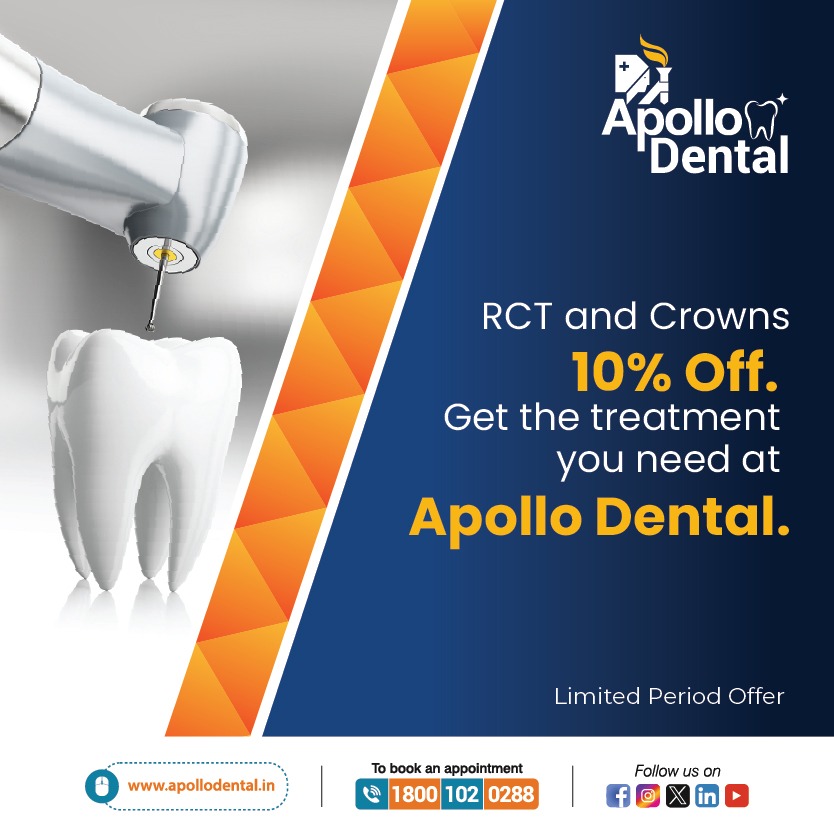 Apollo
Dental
RCT and Crowns
10% Off.
Get the treatment
you need at
Apollo Dental.
Limited Period Offer
www.apollodental.in
To book an appointment
1800 102 0288
Follow us on